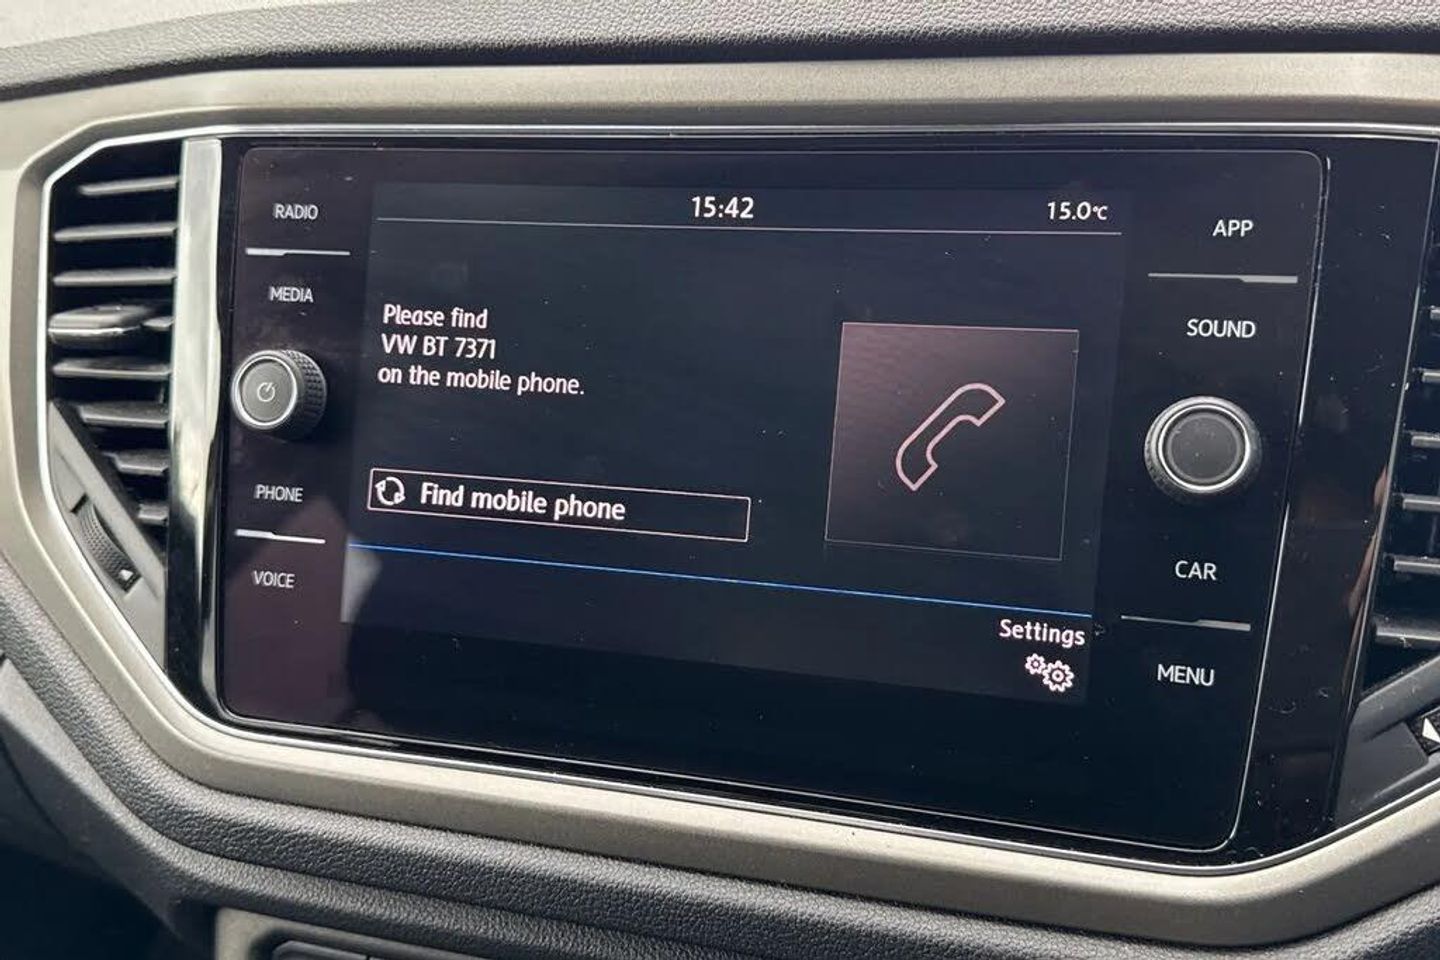 15:42
15.0°C
RADIO
MEDIA
PHONE
VOICE
Please find
VW BT 7371
on the mobile phone.
Find mobile phone
Settings
APP
SOUND
CAR
MENU